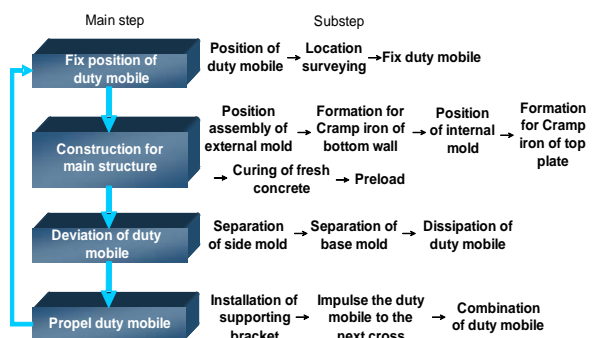 Main step
Substep
Fix position of
duty mobile
Position of
duty mobile
Location
surveying
Fix duty mobile
Construction for
main structure
Position
assembly of
external mold
Formation for
Cramp iron of
bottom wall
Position
of internal
mold
Formation
for Cramp
iron of top
plate
Curing of fresh
concrete
Preload
Deviation of duty
mobile
Separation
of side mold
Separation of
base mold
Dissipation of
duty mobile
Propel duty mobile
Installation of
supporting
bracket
Impulse the duty
mobile to the
next cross
Combination
of duty mobile